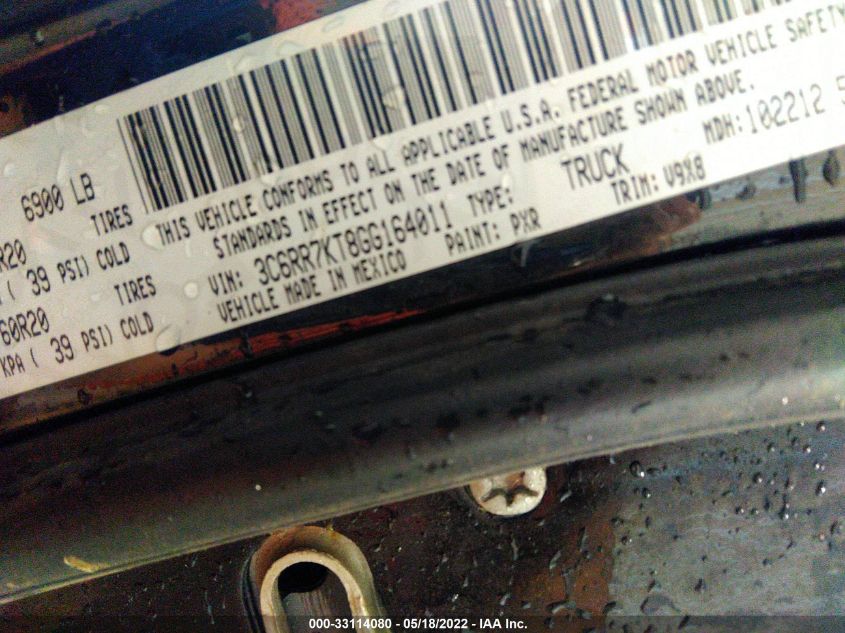 6900 LB
R20 TIRES
( 39 PSI) COLD
60R20 TIRES
KPA ( 39 PSI) COLD
THIS VEHICLE CONFORMS TO ALL APPLICABLE U.S.A. FEDERAL MOTOR VEHICLE SAFETY
STANDARDS IN EFFECT ON THE DATE OF MANUFACTURE SHOWN ABOVE.
VIN: 3C6RR7KT8GG164011 TYPE: TRUCK MDH: 102212 5
VEHICLE MADE IN MEXICO PAINT: PXR TRIM: V9X8
000-33114080 - 05/18/2022 - IAA Inc.